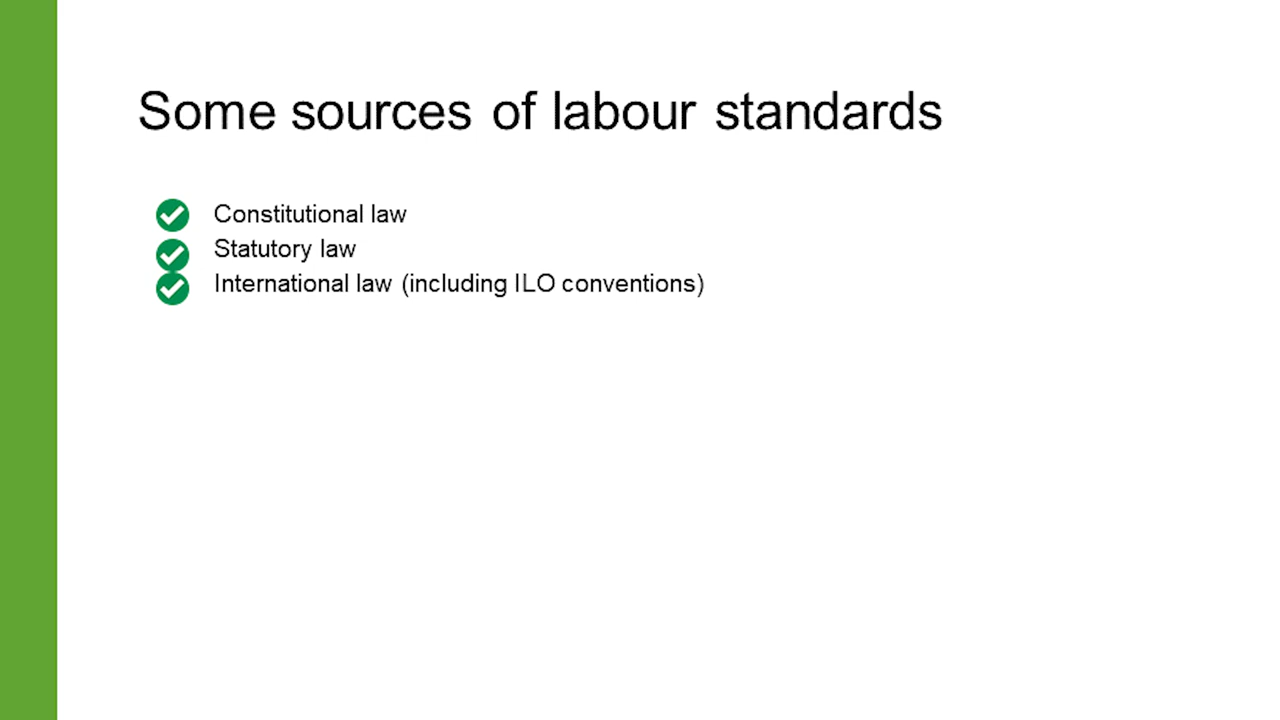 Some sources of labour standards
Constitutional law
Statutory law
International law (including ILO conventions)